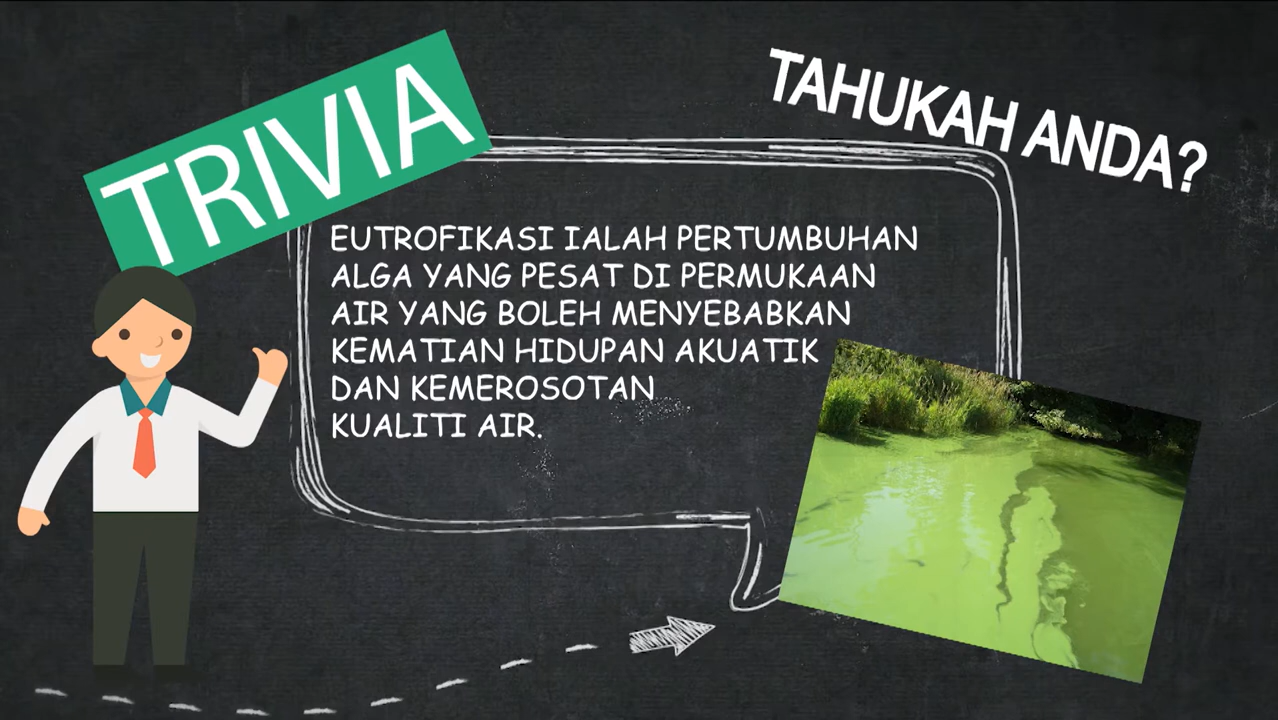 TRIVIA
TAHUKAH ANDA?
EUTROFIKASI IALAH PERTUMBUHAN
ALGA YANG PESAT DI PERMUKAAN
AIR YANG BOLEH MENYEBABKAN
KEMATIAN HIDUPAN AKUATIK
DAN KEMEROSOTAN
KUALITI AIR.